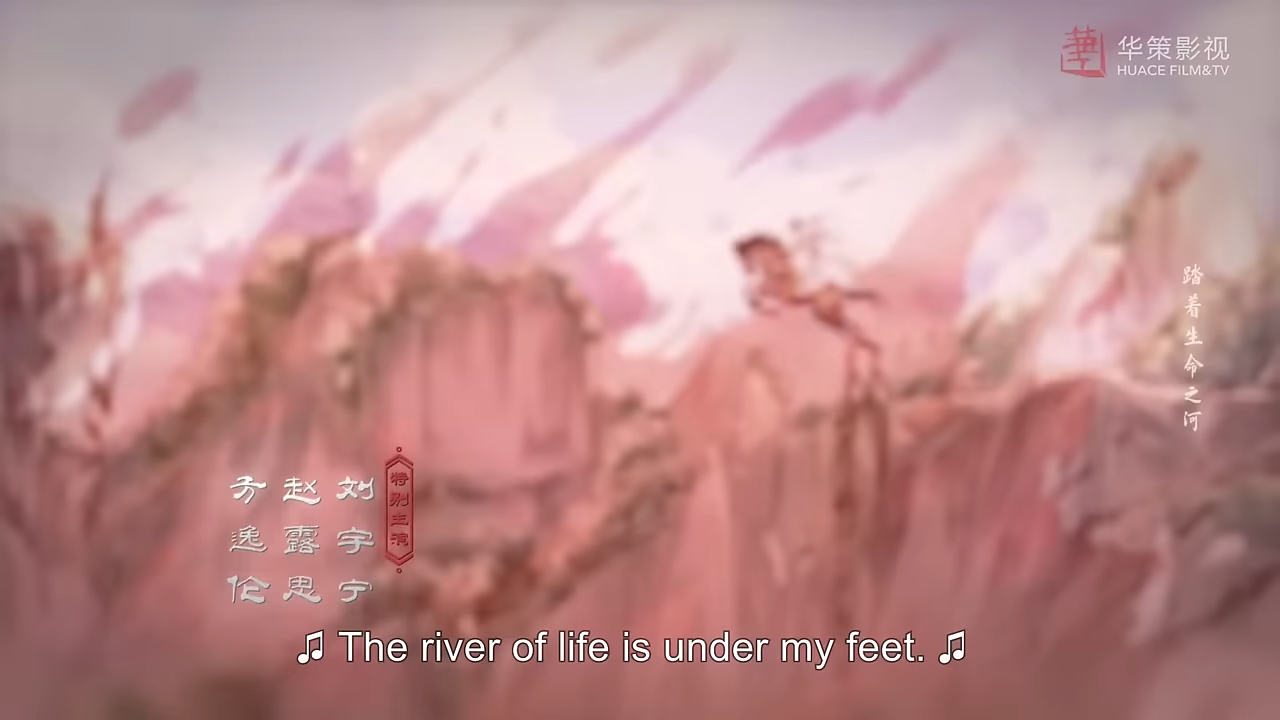 华策影视
HUACE FILM&TV
踏着生命之河
特别主演
刘宇宁
赵露思
方逸伦
♫ The river of life is under my feet. ♫